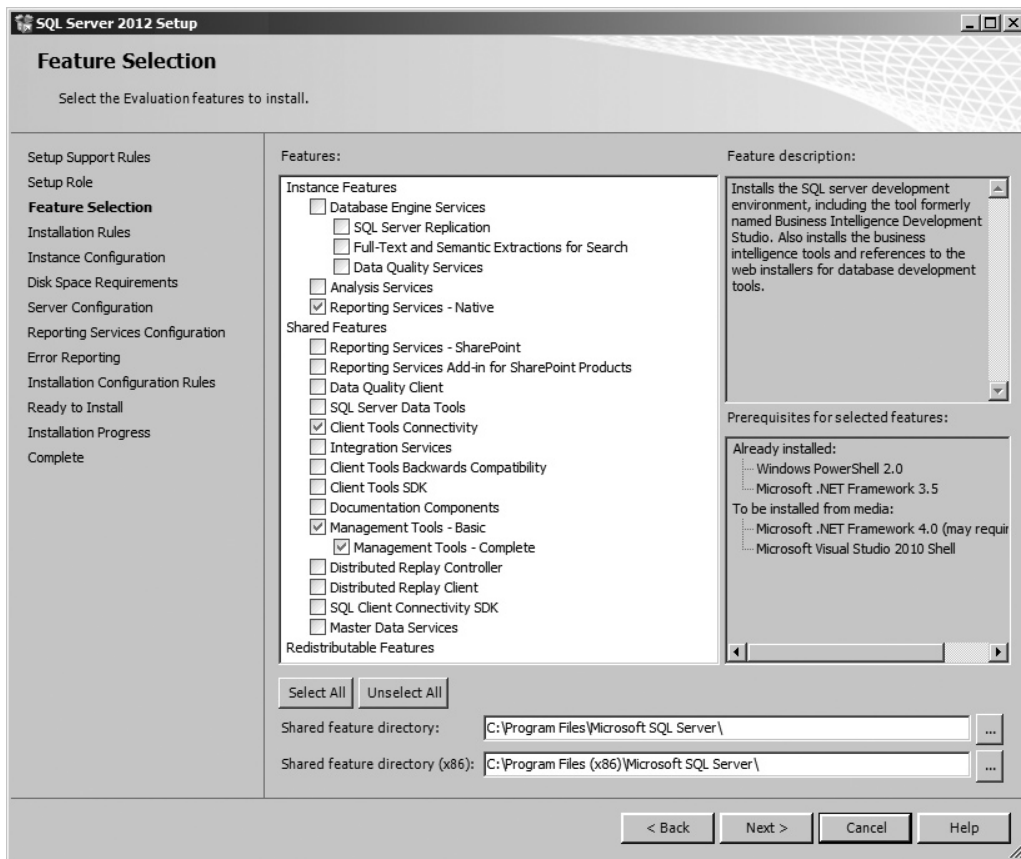 SQL Server 2012 Setup
Feature Selection
Select the Evaluation features to install.
Setup Support Rules
Setup Role
Feature Selection
Installation Rules
Instance Configuration
Disk Space Requirements
Server Configuration
Reporting Services Configuration
Error Reporting
Installation Configuration Rules
Ready to Install
Installation Progress
Complete
Features:
Instance Features
Database Engine Services
SQL Server Replication
Full-Text and Semantic Extractions for Search
Data Quality Services
Analysis Services
Reporting Services - Native
Shared Features
Reporting Services - SharePoint
Reporting Services Add-in for SharePoint Products
Data Quality Client
SQL Server Data Tools
Client Tools Connectivity
Integration Services
Client Tools Backwards Compatibility
Client Tools SDK
Documentation Components
Management Tools - Basic
Management Tools - Complete
Distributed Replay Controller
Distributed Replay Client
SQL Client Connectivity SDK
Master Data Services
Redistributable Features
Feature description:
Installs the SQL server development
environment, including the tool formerly
named Business Intelligence Development
Studio. Also installs the business
intelligence tools and references to the
web installers for database development
tools.
Prerequisites for selected features:
Already installed:
Windows PowerShell 2.0
Microsoft .NET Framework 3.5
To be installed from media:
Microsoft .NET Framework 4.0 (may requir
Microsoft Visual Studio 2010 Shell
Select All
Unselect All
Shared feature directory:
C:\Program Files\Microsoft SQL Server\
...
Shared feature directory (x86):
C:\Program Files (x86)\Microsoft SQL Server\
...
< Back
Next >
Cancel
Help